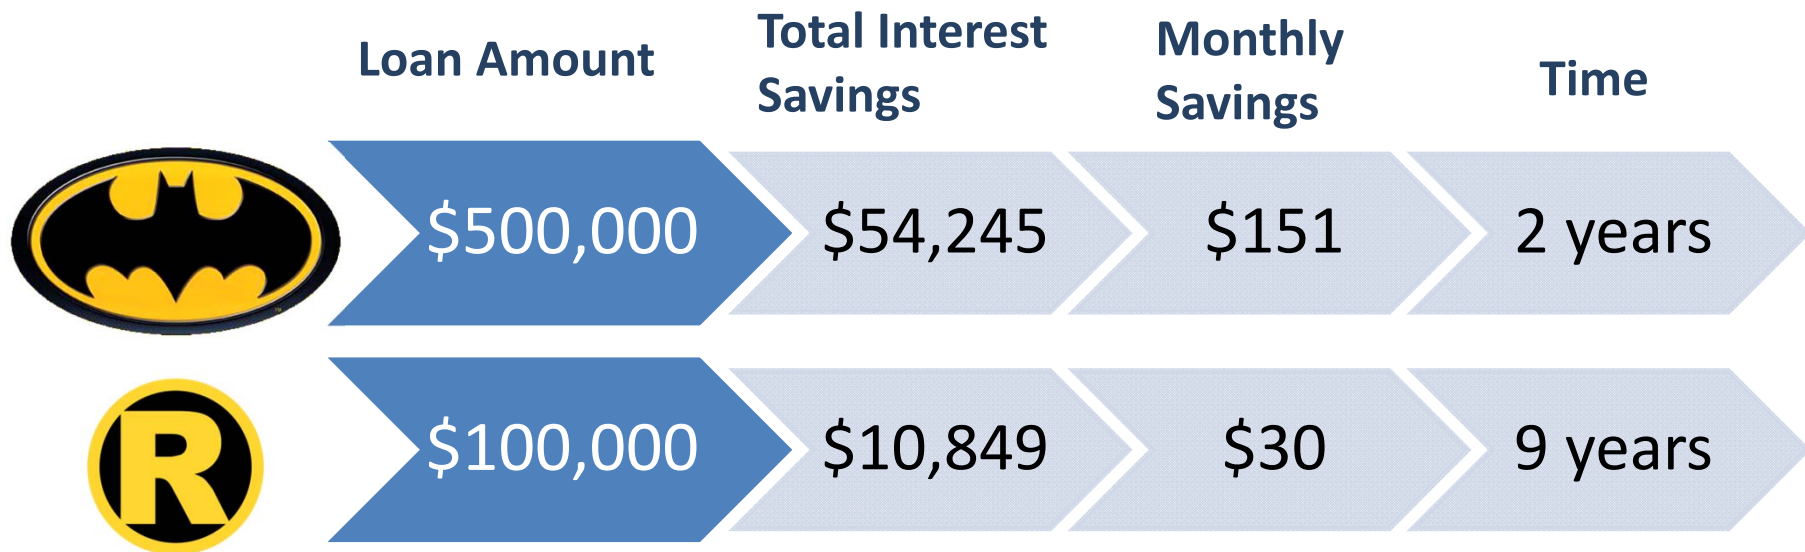 Loan Amount
Total Interest
Savings
Monthly
Savings
Time
$500,000
$54,245
$151
2 years
R
$100,000
$10,849
$30
9 years